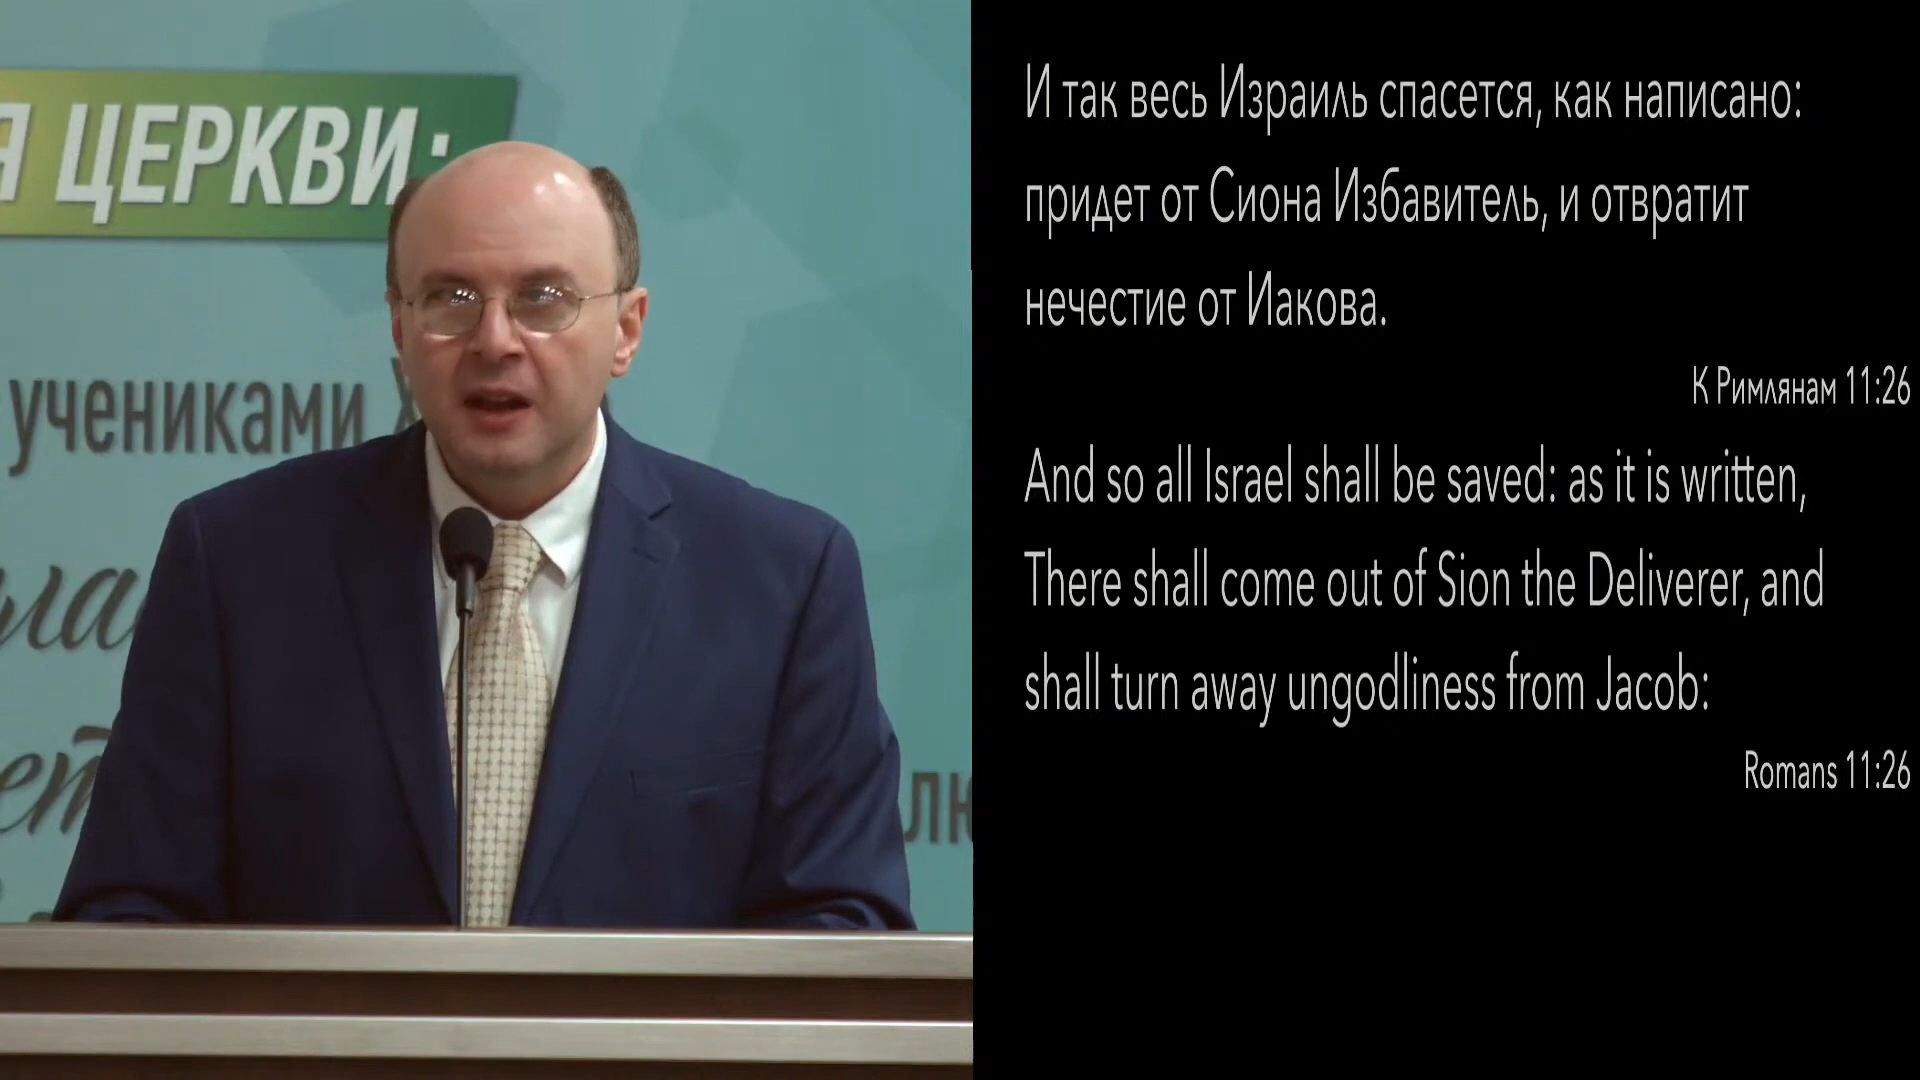 Я ЦЕРКВИ:
учениками
И так весь Израиль спасется, как написано:
придет от Сиона Избавитель, и отвратит
нечестие от Иакова.
К Римлянам 11:26
And so all Israel shall be saved: as it is written,
There shall come out of Sion the Deliverer, and
shall turn away ungodliness from Jacob:
Romans 11:26